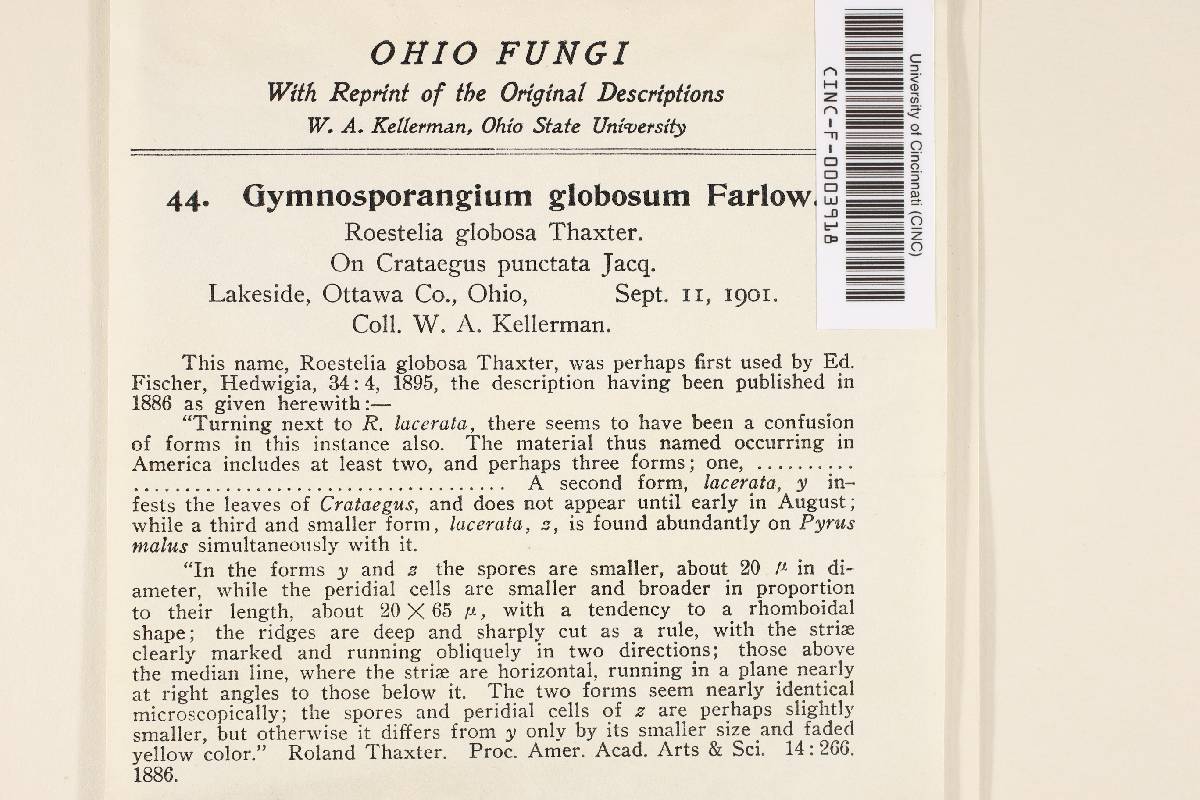 OHIO FUNGI
With Reprint of the Original Descriptions
W. A. Kellerman, Ohio State University
44. Gymnosporangium globosum Farlow.
Roestelia globosa Thaxter.
On Crataegus punctata Jacq.
Lakeside, Ottawa Co., Ohio, Sept. 11, 1901.
Coll. W. A. Kellerman.
This name, Roestelia globosa Thaxter, was perhaps first used by Ed.
Fischer, Hedwigia, 34:4, 1895, the description having been published in
1886 as given herewith:—
“Turning next to R. lacerata, there seems to have been a confusion
of forms in this instance also. The material thus named occurring in
America includes at least two, and perhaps three forms; one, ..........
..................................... A second form, lacerata, y in-
fests the leaves of Crataegus, and does not appear until early in August;
while a third and smaller form, lacerata, z, is found abundantly on Pyrus
malus simultaneously with it.
“In the forms y and z the spores are smaller, about 20 μ in di-
ameter, while the peridial cells are smaller and broader in proportion
to their length, about 20 × 65 μ, with a tendency to a rhomboidal
shape; the ridges are deep and sharply cut as a rule, with the striæ
clearly marked and running obliquely in two directions; those above
the median line, where the striæ are horizontal, running in a plane nearly
at right angles to those below it. The two forms seem nearly identical
microscopically; the spores and peridial cells of z are perhaps slightly
smaller, but otherwise it differs from y only by its smaller size and faded
yellow color.” Roland Thaxter. Proc. Amer. Acad. Arts & Sci. 14:266.
1886.
University of Cincinnati (CINC)
CINC-F-0003918